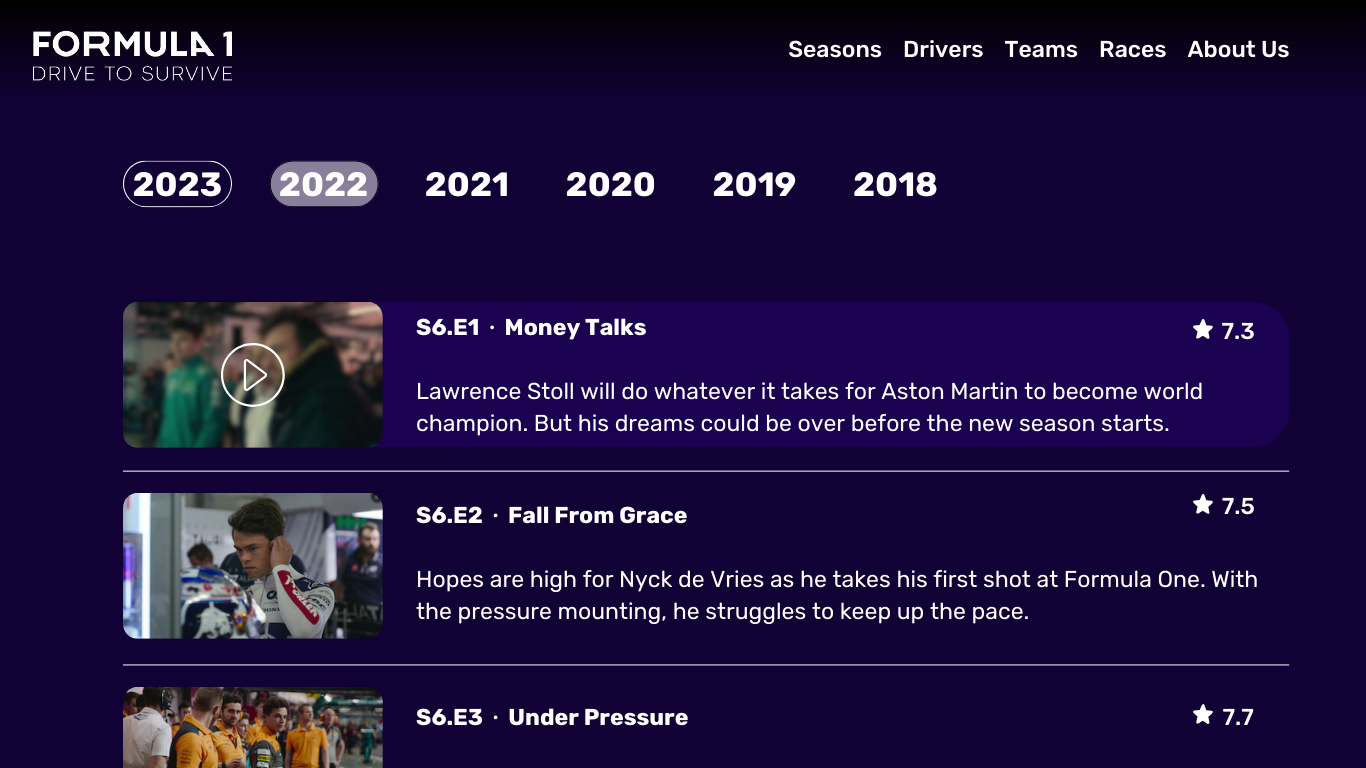 FORMULA 1
DRIVE TO SURVIVE
Seasons Drivers Teams Races About Us
2023 2022 2021 2020 2019 2018
S6.E1 · Money Talks
7.3
Lawrence Stoll will do whatever it takes for Aston Martin to become world
champion. But his dreams could be over before the new season starts.
S6.E2 · Fall From Grace
7.5
Hopes are high for Nyck de Vries as he takes his first shot at Formula One. With
the pressure mounting, he struggles to keep up the pace.
S6.E3 · Under Pressure
7.7